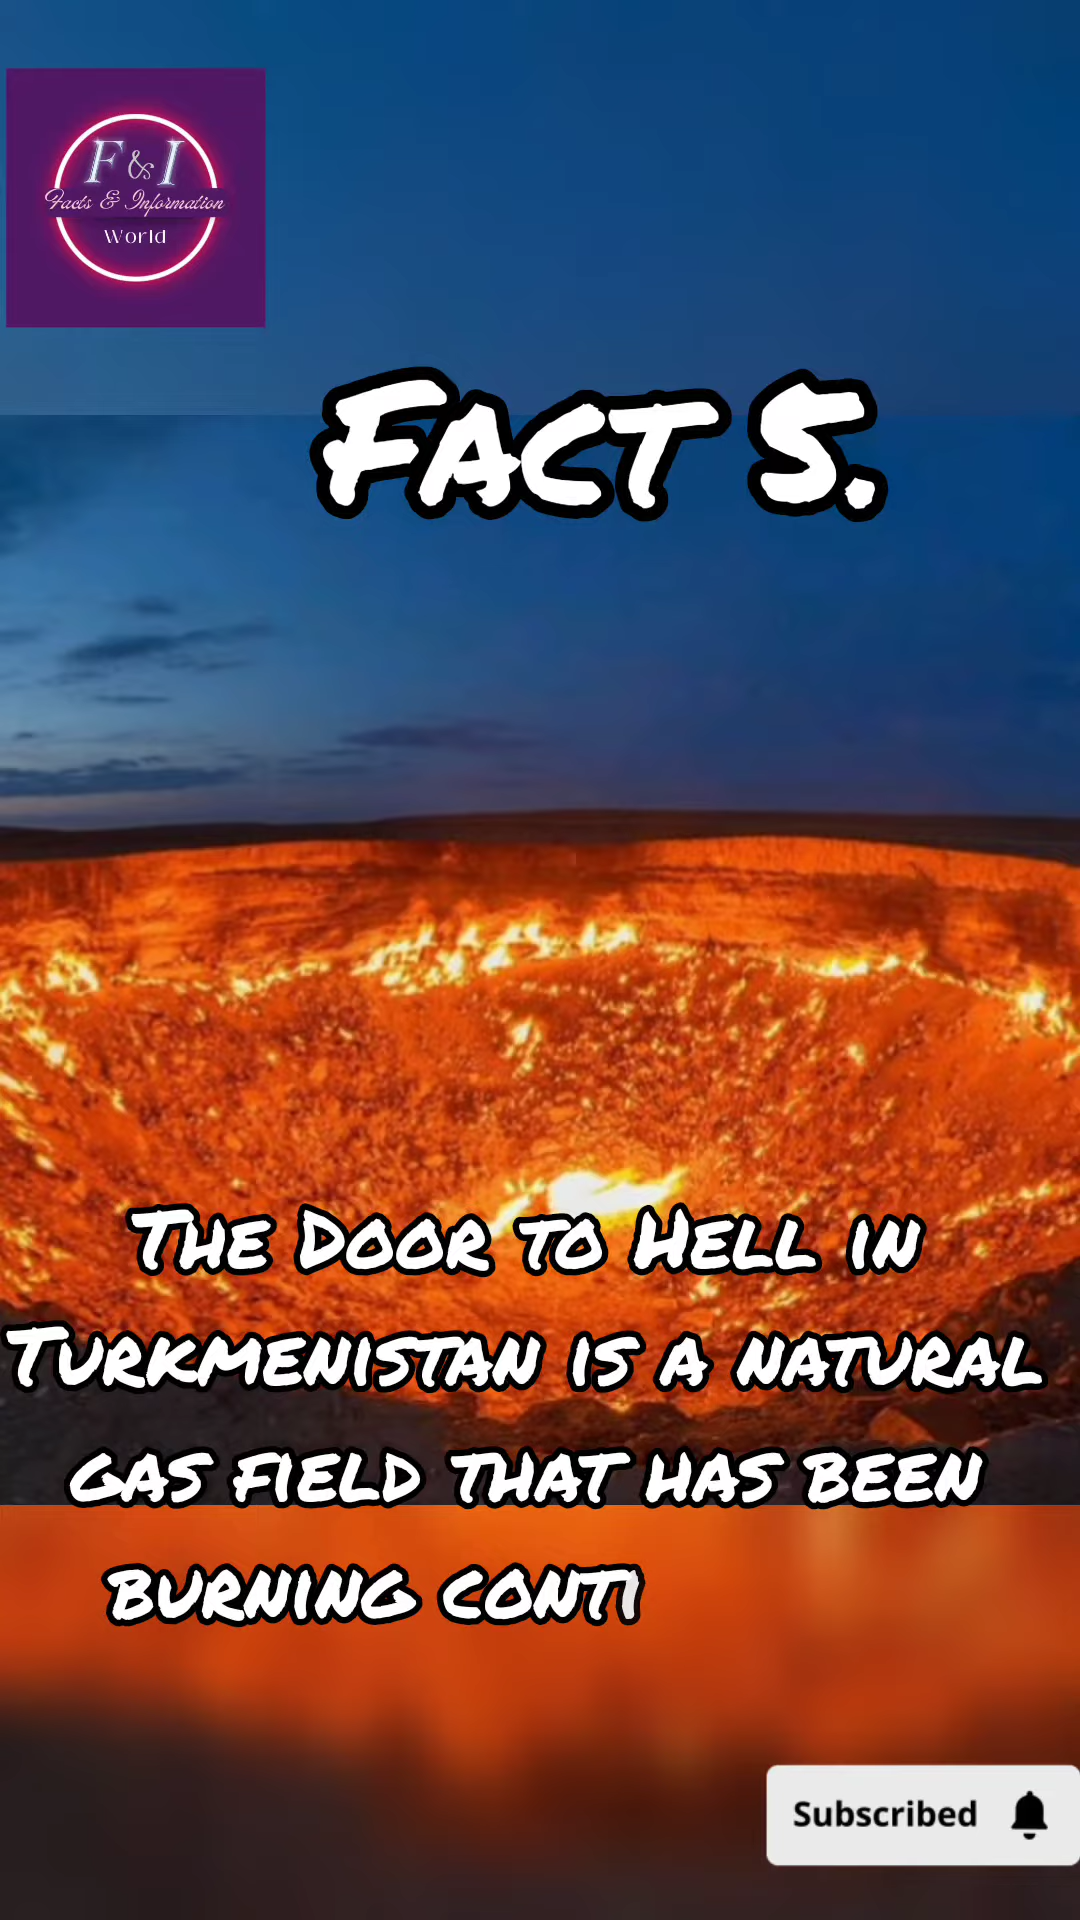 F & I
Facts & Information
World
Fact 5.
The Door to Hell in
Turkmenistan is a natural
gas field that has been
burning conti
Subscribed